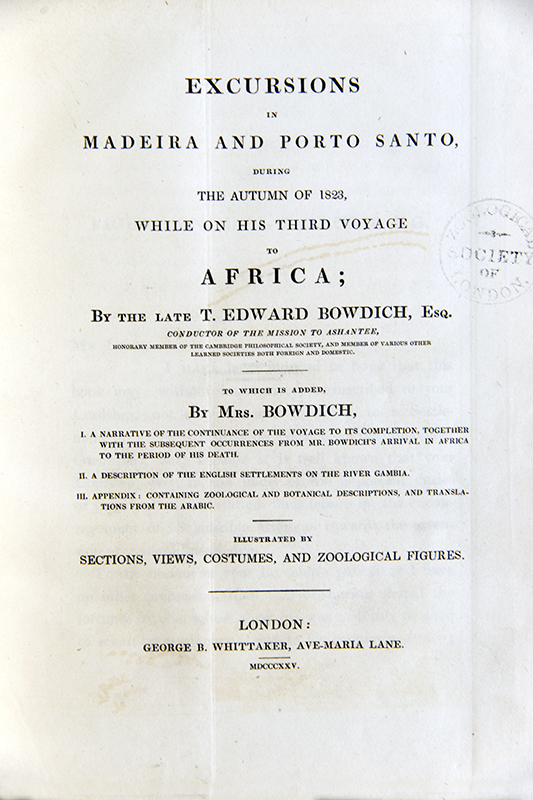 EXCURSIONS
IN
MADEIRA AND PORTO SANTO,
DURING
THE AUTUMN OF 1823,
WHILE ON HIS THIRD VOYAGE
TO
AFRICA;
BY THE LATE T. EDWARD BOWDICH, ESQ.
CONDUCTOR OF THE MISSION TO ASHANTEE,
HONORARY MEMBER OF THE CAMBRIDGE PHILOSOPHICAL SOCIETY, AND MEMBER OF VARIOUS OTHER
LEARNED SOCIETIES BOTH FOREIGN AND DOMESTIC.
TO WHICH IS ADDED,
BY MRS. BOWDICH,
I. A NARRATIVE OF THE CONTINUANCE OF THE VOYAGE TO ITS COMPLETION, TOGETHER
WITH THE SUBSEQUENT OCCURRENCES FROM MR. BOWDICH'S ARRIVAL IN AFRICA
TO THE PERIOD OF HIS DEATH.
II. A DESCRIPTION OF THE ENGLISH SETTLEMENTS ON THE RIVER GAMBIA.
III. APPENDIX: CONTAINING ZOOLOGICAL AND BOTANICAL DESCRIPTIONS, AND TRANSLA-
TIONS FROM THE ARABIC.
ILLUSTRATED BY
SECTIONS, VIEWS, COSTUMES, AND ZOOLOGICAL FIGURES.
LONDON:
GEORGE B. WHITTAKER, AVE-MARIA LANE.
MDCCCXXV.
ZOOLOGICAL
SOCIETY
OF
LONDON.